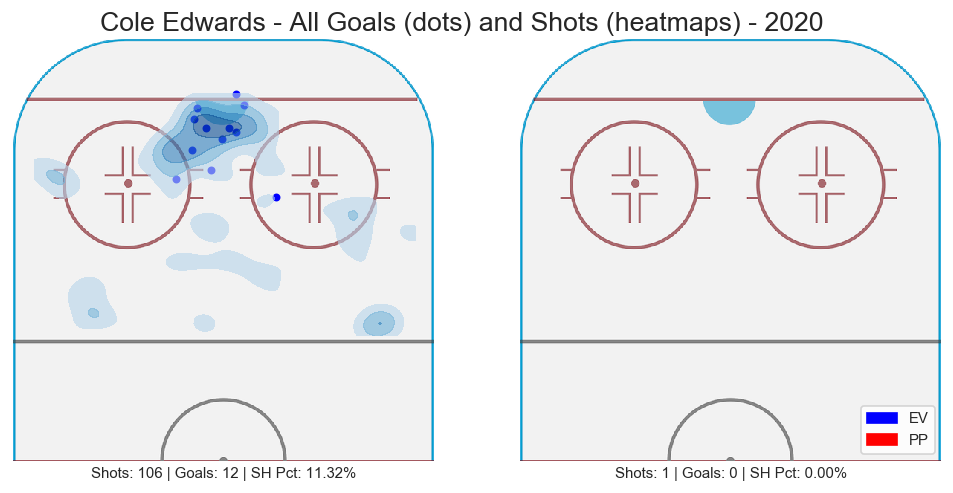 Cole Edwards - All Goals (dots) and Shots (heatmaps) - 2020
EV
PP
Shots: 106 | Goals: 12 | SH Pct: 11.32%
Shots: 1 | Goals: 0 | SH Pct: 0.00%